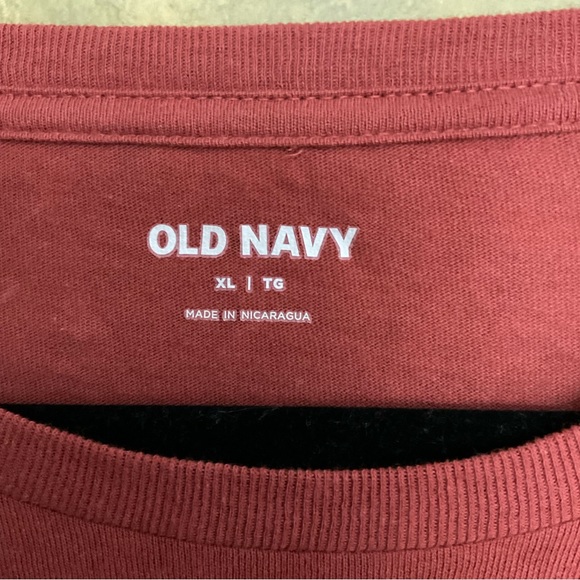 OLD NAVY
XL | TG
MADE IN NICARAGUA